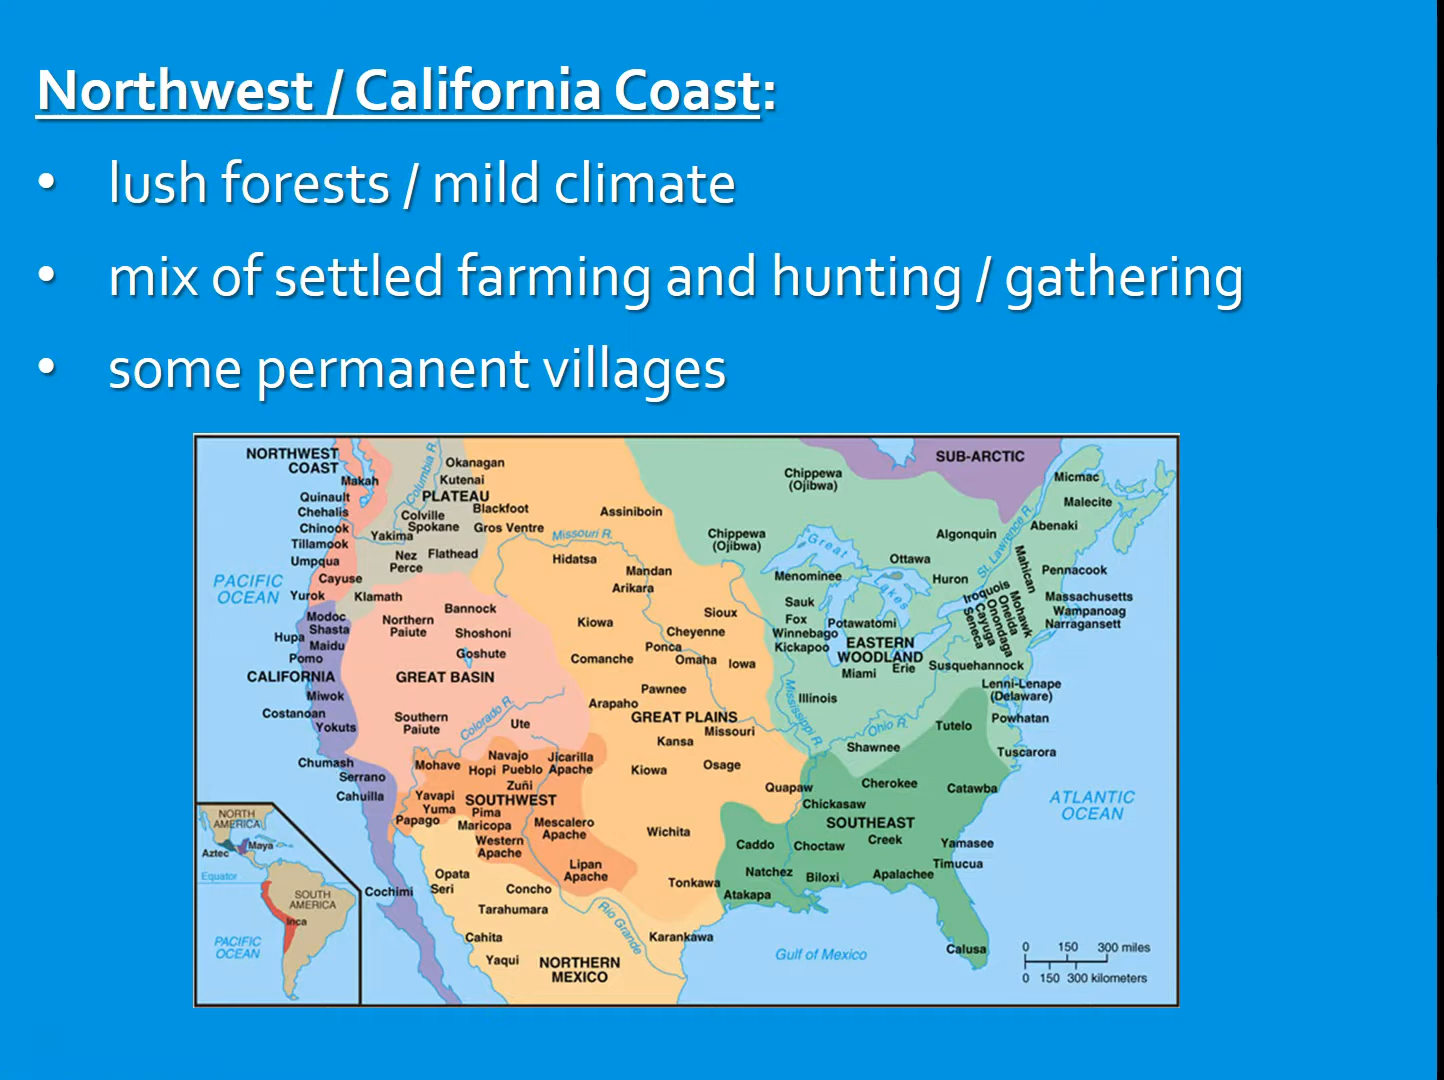 Northwest / California Coast:
• lush forests / mild climate
• mix of settled farming and hunting / gathering
• some permanent villages
NORTHWEST
COAST
Makah
Quinault
Chehalis
Chinook
Tillamook
Umpqua
Cayuse
Yurok
PACIFIC
OCEAN
Columbia R.
Okanagan
Kutenai
PLATEAU
Colville
Spokane
Yakima
Nez
Perce
Flathead
Klamath
Blackfoot
Gros Ventre
Missouri R.
Assiniboin
Hidatsa
Mandan
Arikara
Sioux
Kiowa
Cheyenne
Ponca
Comanche
Omaha
Iowa
Pawnee
Arapaho
GREAT PLAINS
Missouri
Kansa
Kiowa
Osage
Quapaw
Wichita
Tonkawa
Karankawa
Modoc
Shasta
Hupa
Maidu
Pomo
CALIFORNIA
Miwok
Costanoan
Yokuts
Chumash
Serrano
Cahuilla
Cochimi
Bannock
Northern
Paiute
Shoshoni
Goshute
GREAT BASIN
Southern
Paiute
Colorado R.
Ute
Mohave
Navajo
Hopi
Pueblo
Zuñi
Jicarilla
Apache
Yavapi
Yuma
SOUTHWEST
Papago
Pima
Maricopa
Western
Apache
Mescalero
Apache
Lipan
Apache
Opata
Seri
Concho
Tarahumara
Cahita
Yaqui
NORTHERN
MEXICO
Rio Grande
Chippewa
(Ojibwa)
SUB-ARCTIC
Micmac
Malecite
Abenaki
Chippewa
(Ojibwa)
Algonquin
St. Lawrence R.
Great
Lakes
Ottawa
Menominee
Huron
Mahican
Pennacook
Iroquois
Mohawk
Oneida
Onondaga
Cayuga
Seneca
Massachusetts
Wampanoag
Narragansett
Sauk
Fox
Winnebago
Kickapoo
Potawatomi
EASTERN
WOODLAND
Miami
Erie
Susquehannock
Lenni-Lenape
(Delaware)
Illinois
Mississippi R.
Ohio R.
Shawnee
Tutelo
Powhatan
Tuscarora
Cherokee
Catawba
Chickasaw
SOUTHEAST
Caddo
Choctaw
Creek
Yamasee
Timucua
Natchez
Biloxi
Apalachee
Atakapa
Calusa
ATLANTIC
OCEAN
Gulf of Mexico
0 150 300 miles
0 150 300 kilometers
NORTH
AMERICA
Aztec
Maya
Equator
SOUTH
AMERICA
Inca
PACIFIC
OCEAN